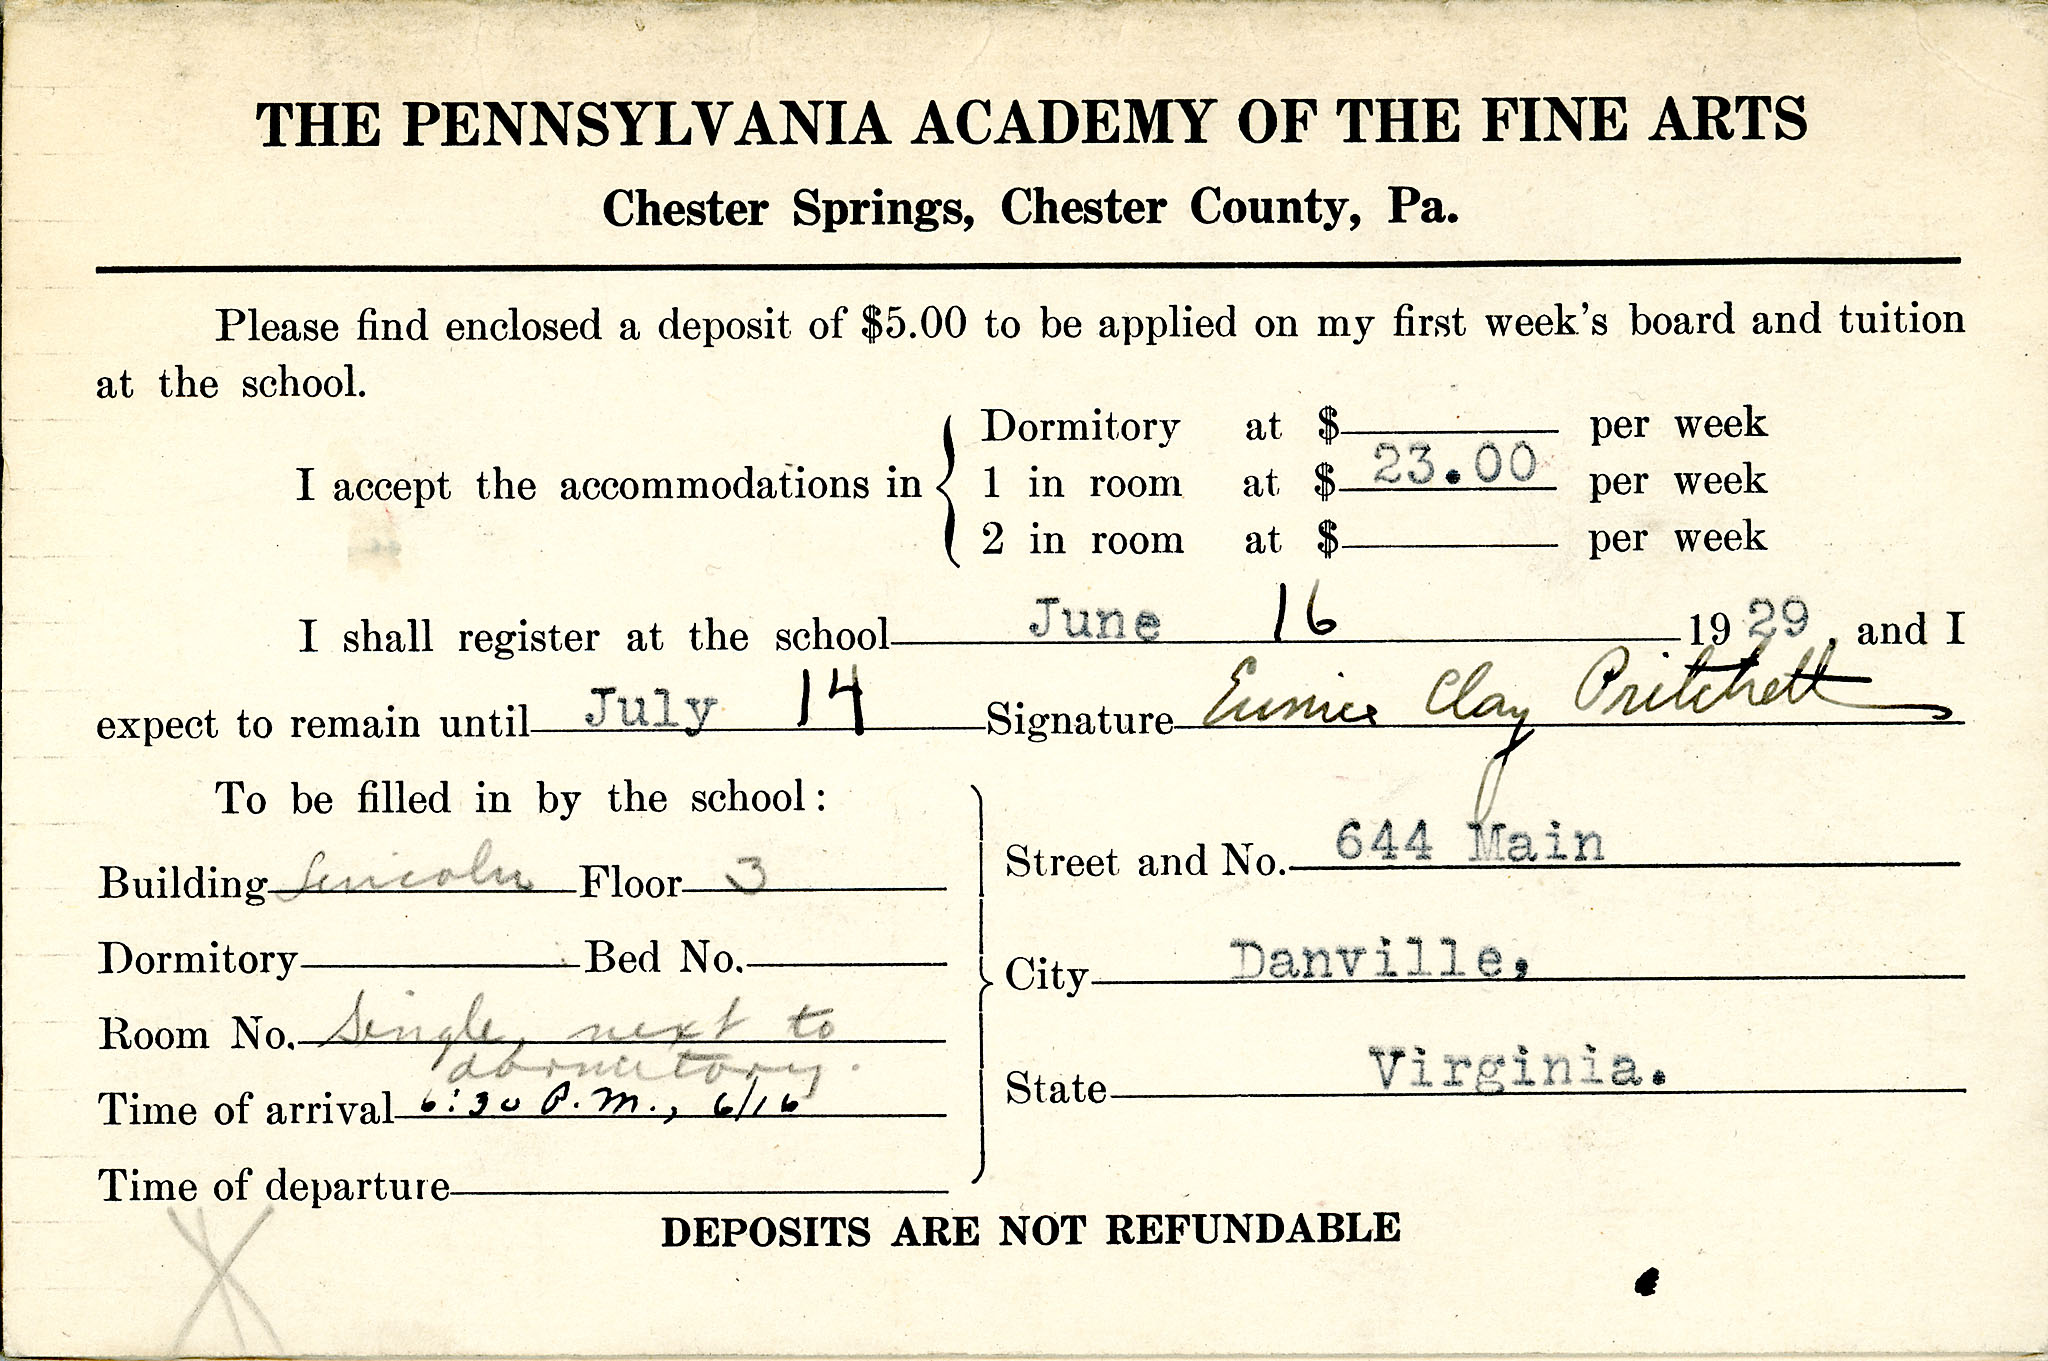 THE PENNSYLVANIA ACADEMY OF THE FINE ARTS
Chester Springs, Chester County, Pa.
Please find enclosed a deposit of $5.00 to be applied on my first week's board and tuition
at the school.
I accept the accommodations in
Dormitory at $ per week
1 in room at $ 23.00 per week
2 in room at $ per week
I shall register at the school June 16 1929, and I
expect to remain until July 14 Signature Eunice Clay Pritchett
To be filled in by the school:
Building Lincoln Floor 3
Dormitory Bed No.
Room No. Single, next to
dormitory.
Time of arrival 6:30 P.M., 6/16
Time of departure
Street and No. 644 Main
City Danville,
State Virginia.
DEPOSITS ARE NOT REFUNDABLE